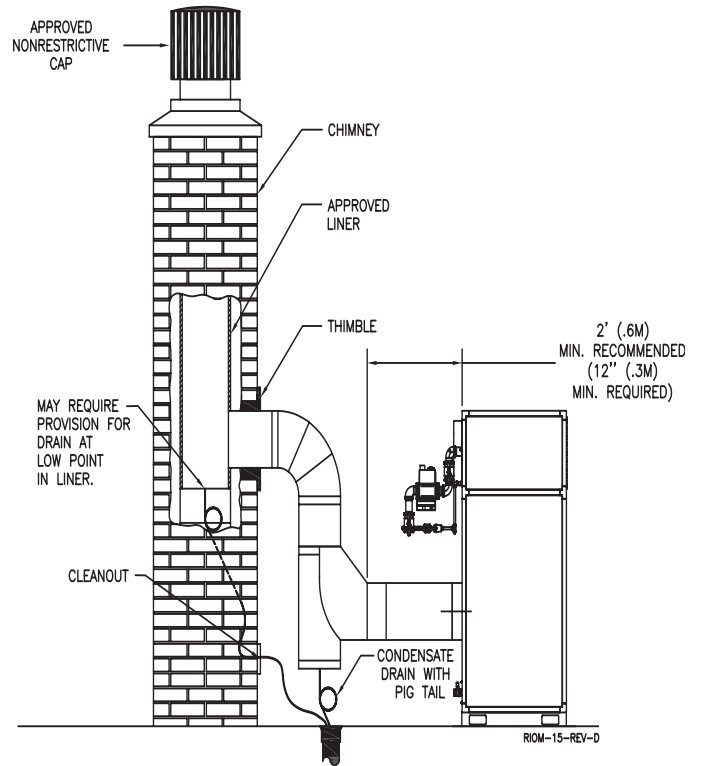 APPROVED
NONRESTRICTIVE
CAP
CHIMNEY
APPROVED
LINER
THIMBLE
2' (.6M)
MIN. RECOMMENDED
(12" (.3M)
MIN. REQUIRED)
MAY REQUIRE
PROVISION FOR
DRAIN AT
LOW POINT
IN LINER.
CLEANOUT
CONDENSATE
DRAIN WITH
PIG TAIL
RIOM-15-REV-D